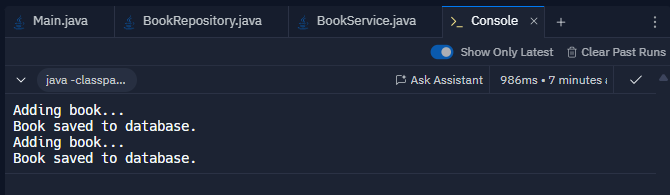 Main.java BookRepository.java BookService.java Console
Show Only Latest Clear Past Runs
java -classpa... Ask Assistant 986ms • 7 minutes
Adding book...
Book saved to database.
Adding book...
Book saved to database.